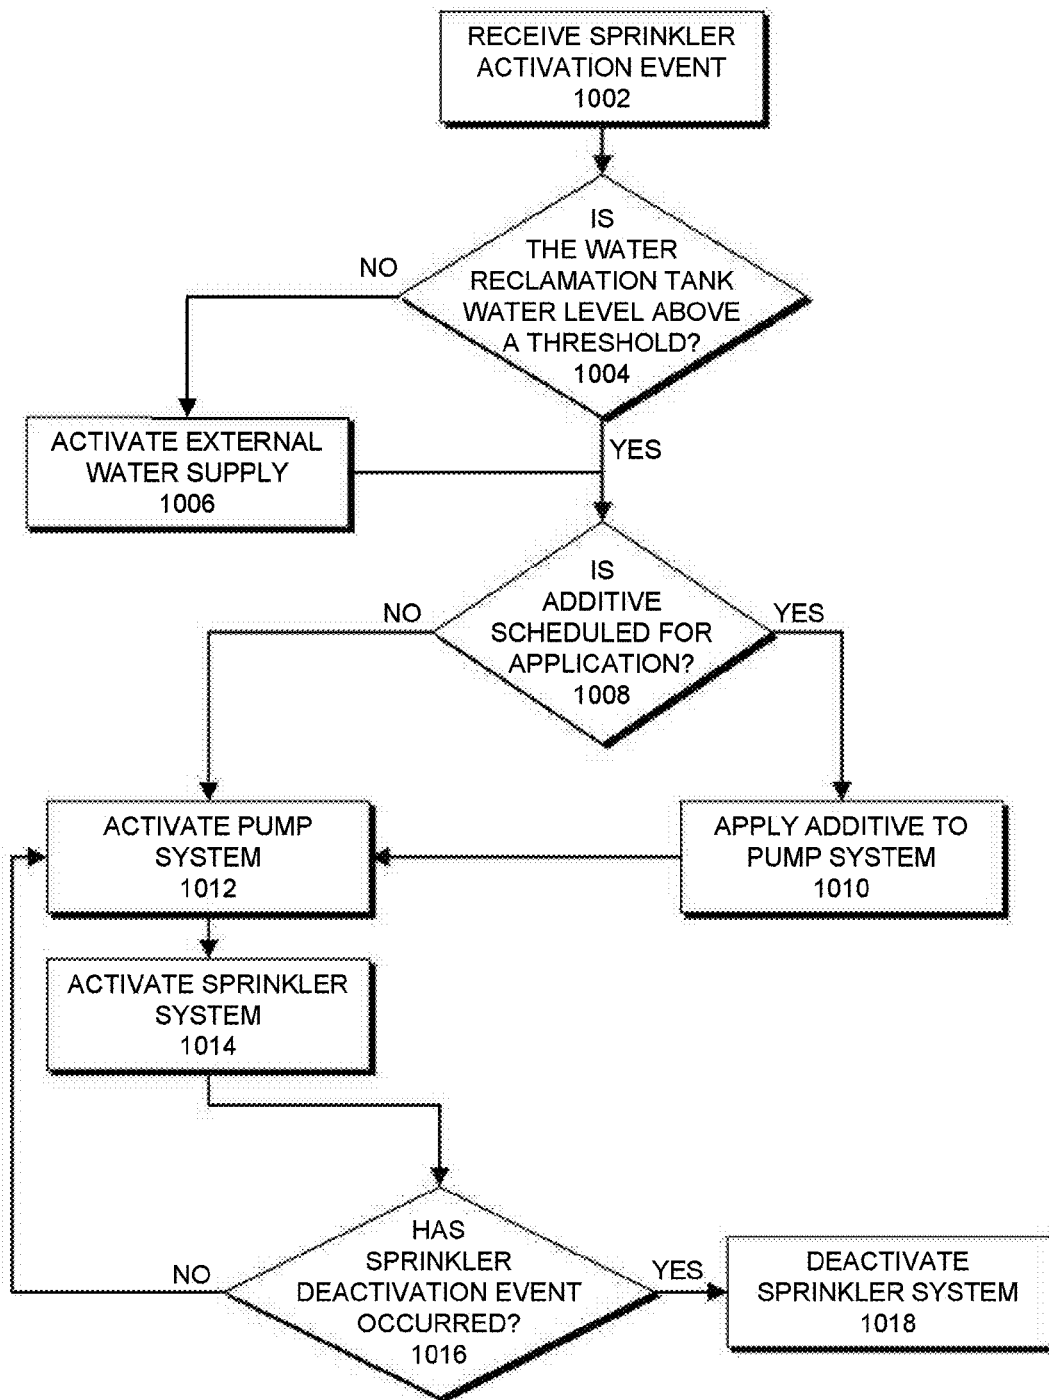 RECEIVE SPRINKLER
ACTIVATION EVENT
1002
IS
THE WATER
RECLAMATION TANK
WATER LEVEL ABOVE
A THRESHOLD?
1004
NO
YES
ACTIVATE EXTERNAL
WATER SUPPLY
1006
IS
ADDITIVE
SCHEDULED FOR
APPLICATION?
1008
NO
YES
ACTIVATE PUMP
SYSTEM
1012
APPLY ADDITIVE TO
PUMP SYSTEM
1010
ACTIVATE SPRINKLER
SYSTEM
1014
HAS
SPRINKLER
DEACTIVATION EVENT
OCCURRED?
1016
NO
YES
DEACTIVATE
SPRINKLER SYSTEM
1018